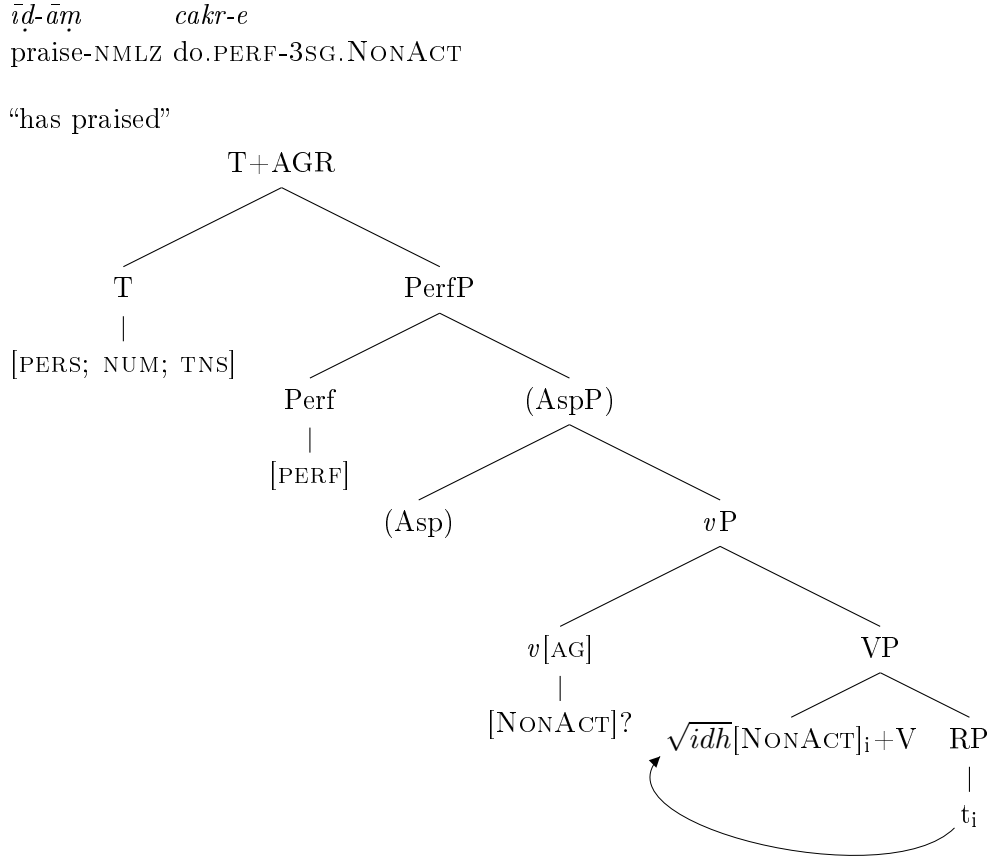 īḍ-āṃ cakr-e
praise-NMLZ do.PERF-3SG.NONACT
“has praised”
T+AGR
T PerfP
[PERS; NUM; TNS]
Perf (AspP)
[PERF]
(Asp) vP
v[AG] VP
[NONACT]? √idh[NONACT]i+V RP
ti